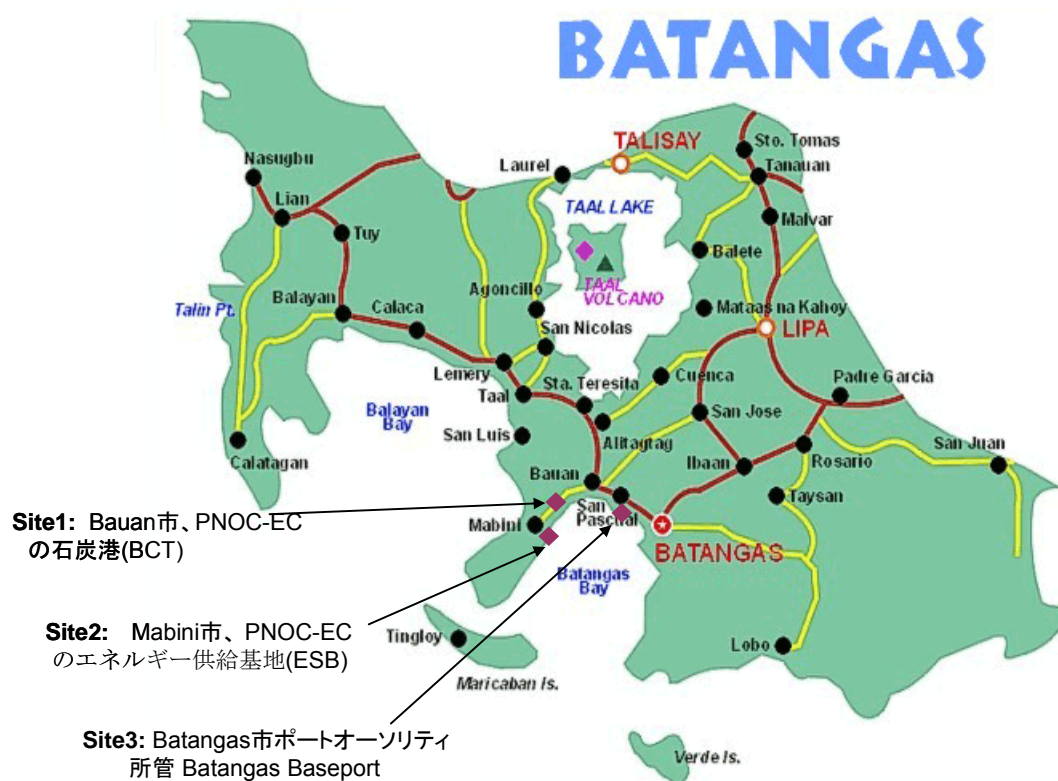 BATANGAS
TALISAY
Sto. Tomas
Nasugbu
Laurel
Tanauan
Lian
TAAL LAKE
Malvar
Tuy
Balete
TAAL
VOLCANO
Agoncillo
Talin Pt.
Balayan
Calaca
Mataas na Kahoy
San Nicolas
LIPA
Lemery
Cuenca
Padre Garcia
Taal
Sta. Teresita
Balayan
Bay
San Jose
San Luis
Alitagtag
San Juan
Calatagan
Bauan
Ibaan
Rosario
Taysan
San
Pascual
Mabini
BATANGAS
Batangas
Bay
Site1: Bauan市、PNOC-EC
の石炭港(BCT)
Site2: Mabini市、 PNOC-EC
のエネルギー供給基地(ESB)
Tingloy
Lobo
Maricaban Is.
Site3: Batangas市ポートオーソリティ
所管 Batangas Baseport
Verde Is.